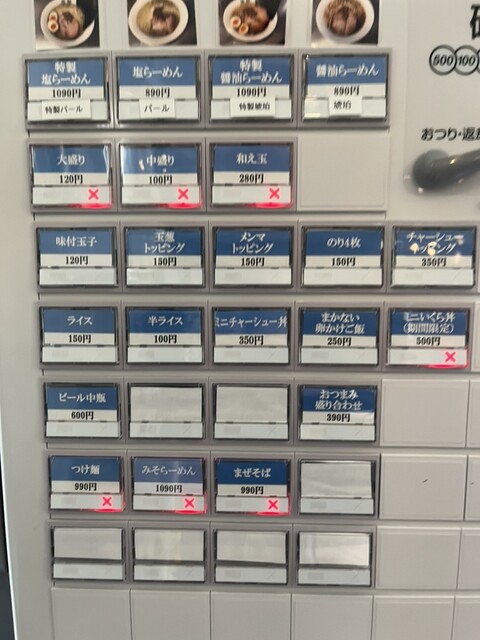 特製
塩らーめん
1090円
特製パール
塩らーめん
890円
パール
特製
醤油らーめん
1090円
特製琥珀
醤油らーめん
890円
琥珀
500 100
おつり・返却
大盛り
120円
中盛り
100円
和え玉
280円
味付玉子
120円
玉葱
トッピング
150円
メンマ
トッピング
150円
のり4枚
150円
チャーシュー
トッピング
350円
ライス
150円
半ライス
100円
ミニチャーシュー丼
350円
まかない
卵かけご飯
250円
ミニいくら丼
(期間限定)
500円
ビール中瓶
600円
おつまみ
盛り合わせ
390円
つけ麺
990円
みそらーめん
1090円
まぜそば
990円